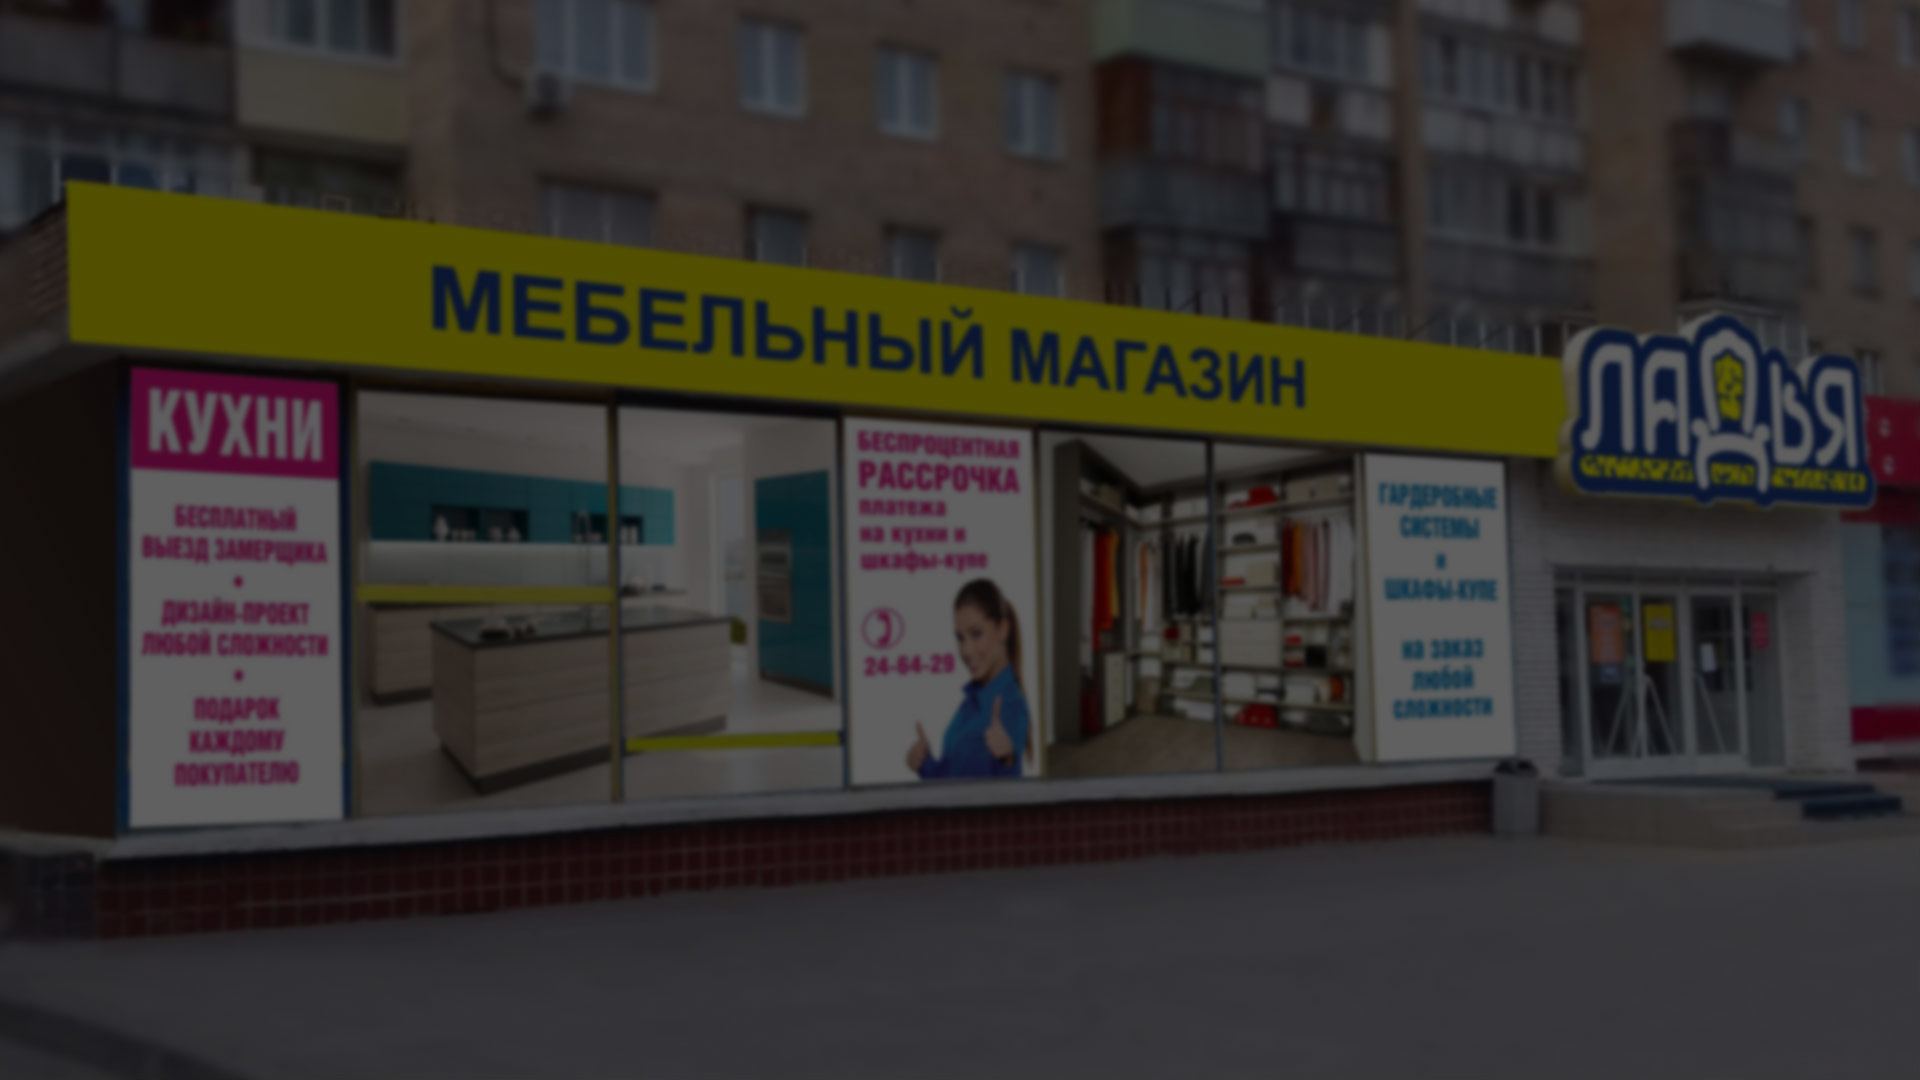 МЕБЕЛЬНЫЙ МАГАЗИН
ЛАДЬЯ
КУХНИ
БЕСПЛАТНЫЙ
ВЫЕЗД ЗАМЕРЩИКА
•
ДИЗАЙН-ПРОЕКТ
ЛЮБОЙ СЛОЖНОСТИ
•
ПОДАРОК
КАЖДОМУ
ПОКУПАТЕЛЮ
БЕСПРОЦЕНТНАЯ
РАССРОЧКА
платежа
на кухни и
шкафы-купе
24-64-29
ГАРДЕРОБНЫЕ
СИСТЕМЫ
и
ШКАФЫ-КУПЕ
на заказ
любой
сложности